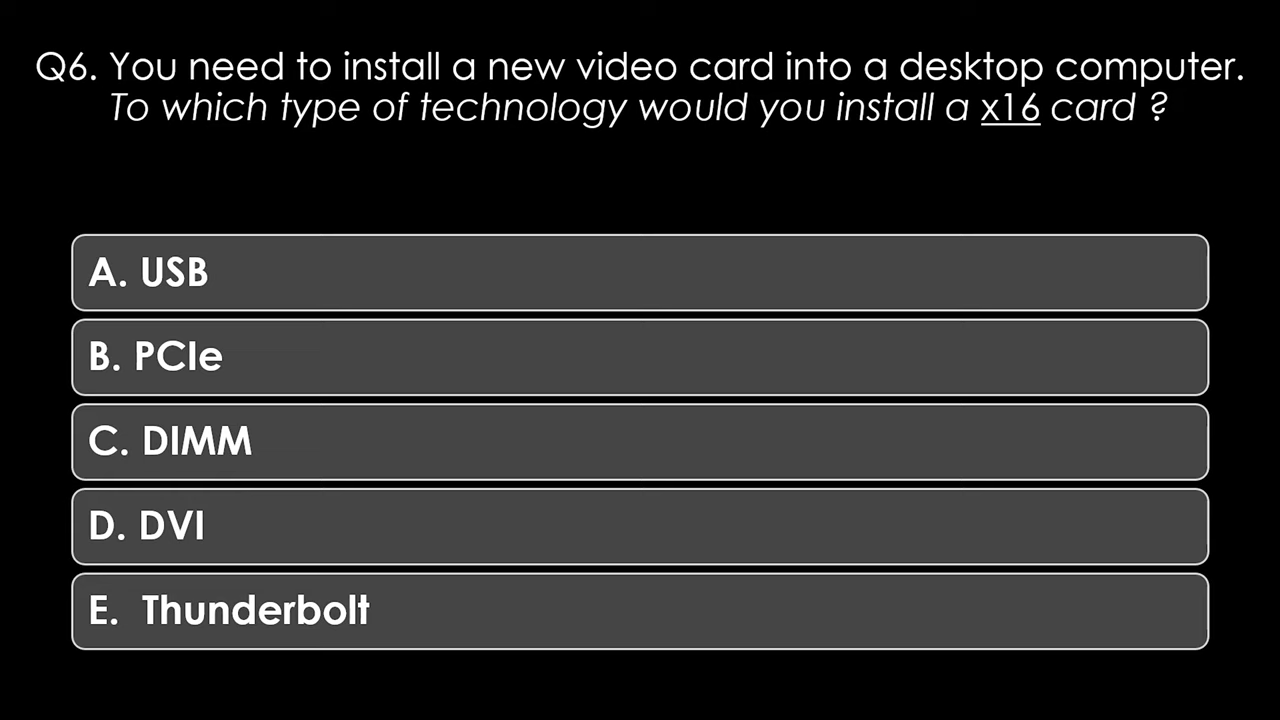 Q6. You need to install a new video card into a desktop computer.
To which type of technology would you install a x16 card ?
A. USB
B. PCIe
C. DIMM
D. DVI
E. Thunderbolt